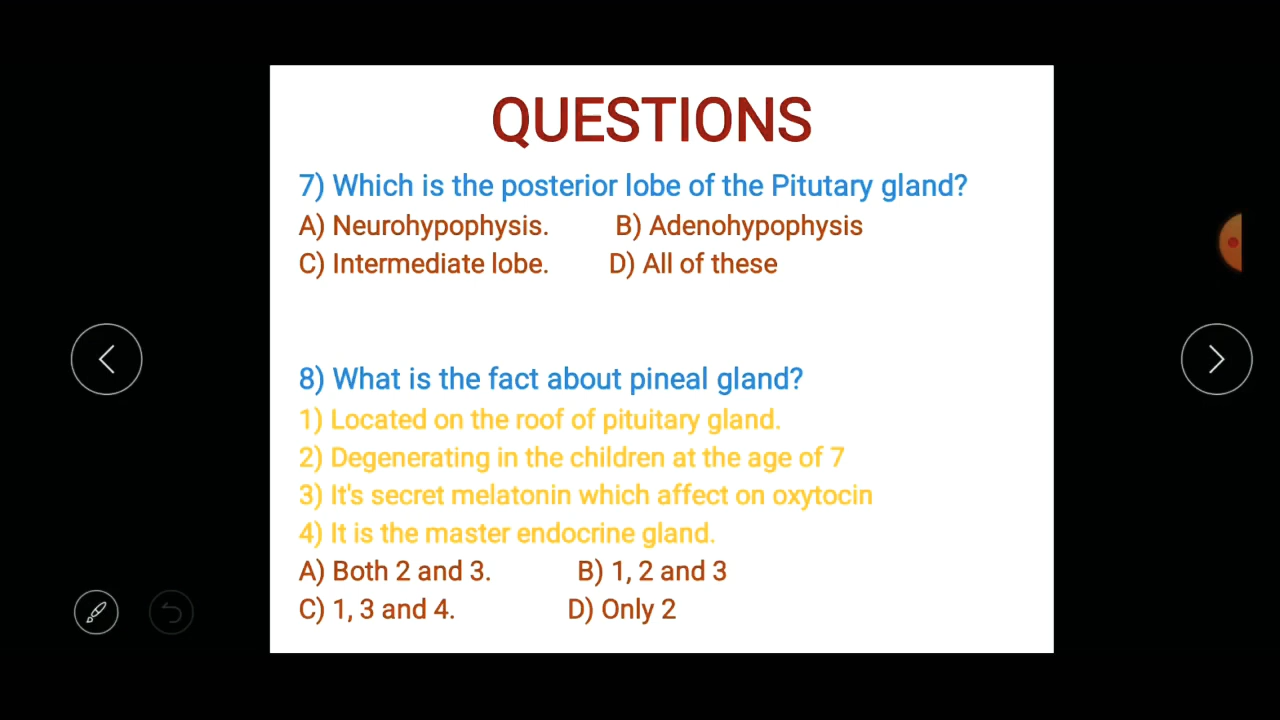 QUESTIONS
7) Which is the posterior lobe of the Pitutary gland?
A) Neurohypophysis. B) Adenohypophysis
C) Intermediate lobe. D) All of these
8) What is the fact about pineal gland?
1) Located on the roof of pituitary gland.
2) Degenerating in the children at the age of 7
3) It's secret melatonin which affect on oxytocin
4) It is the master endocrine gland.
A) Both 2 and 3. B) 1, 2 and 3
C) 1, 3 and 4. D) Only 2